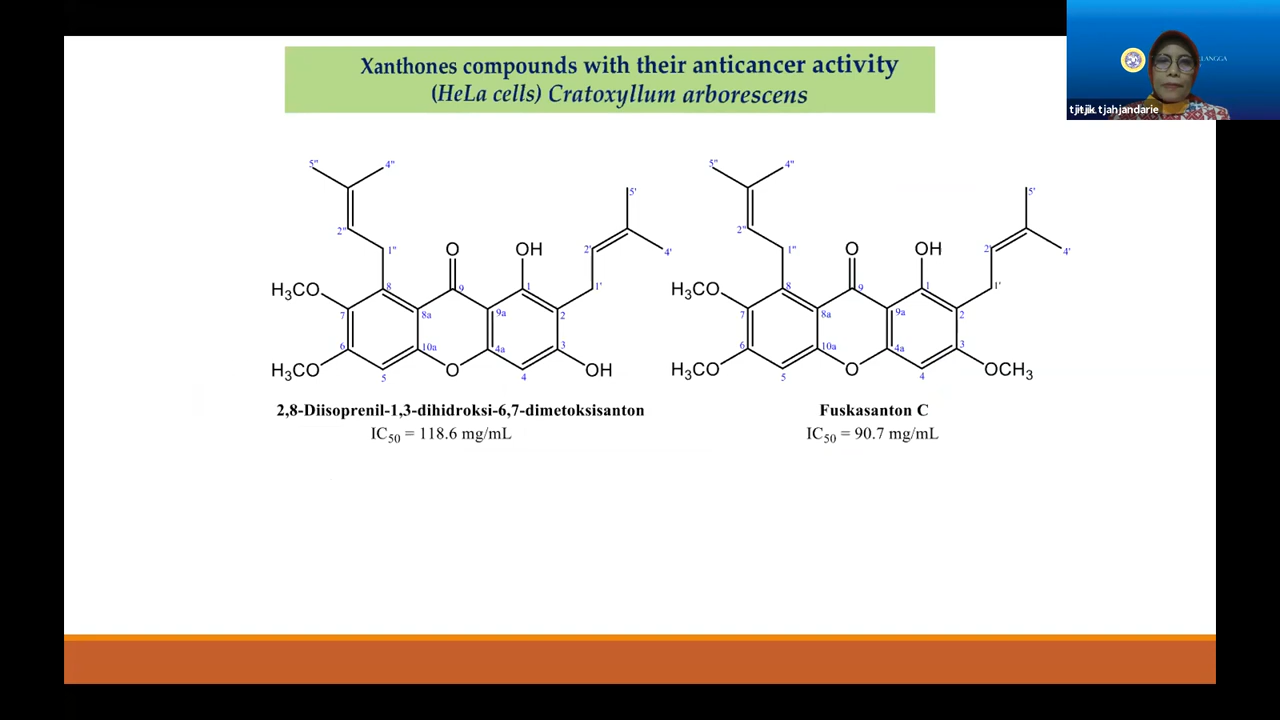 Xanthones compounds with their anticancer activity
(HeLa cells) Cratoxyllum arborescens
LANGGA
tjitjik tjahjandarie
5" 4" 5'
2" 1" O OH 2' 4'
H3CO 8 9 1 1'
7 8a 9a 2
6 10a 4a 3
H3CO 5 O 4 OH
2,8-Diisoprenil-1,3-dihidroksi-6,7-dimetoksisanton
IC50 = 118.6 mg/mL
5" 4" 5'
2" 1" O OH 2' 4'
H3CO 8 9 1 1'
7 8a 9a 2
6 10a 4a 3
H3CO 5 O 4 OCH3
Fuskasanton C
IC50 = 90.7 mg/mL